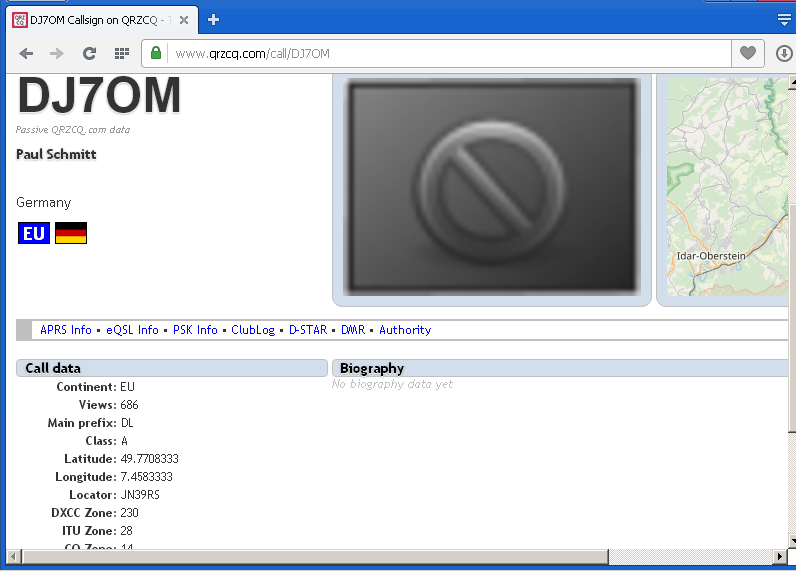 DJ7OM Callsign on QRZCQ - T
www.qrzcq.com/call/DJ7OM
DJ7OM
Passive QRZCQ.com data
Paul Schmitt
Germany
EU
Idar-Oberstein
APRS Info • eQSL Info • PSK Info • ClubLog • D-STAR • DMR • Authority
Call data
Continent: EU
Views: 686
Main prefix: DL
Class: A
Latitude: 49.7708333
Longitude: 7.4583333
Locator: JN39RS
DXCC Zone: 230
ITU Zone: 28
CQ Zone: 14
Biography
No biography data yet